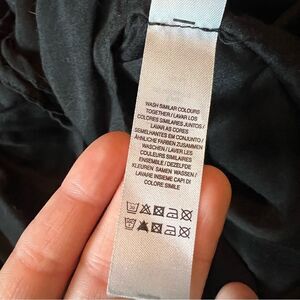 WASH SIMILAR COLOURS
TOGETHER / LAVAR LOS
COLORES SIMILARES JUNTOS /
LAVAR AS CORES
SEMELHANTES EM CONJUNTO /
ÄHNLICHE FARBEN ZUSAMMEN
WASCHEN / LAVER LES
COULEURS SIMILAIRES
ENSEMBLE / DEZELFDE
KLEUREN SAMEN WASSEN /
LAVARE INSIEME CAPI DI
COLORE SIMILE